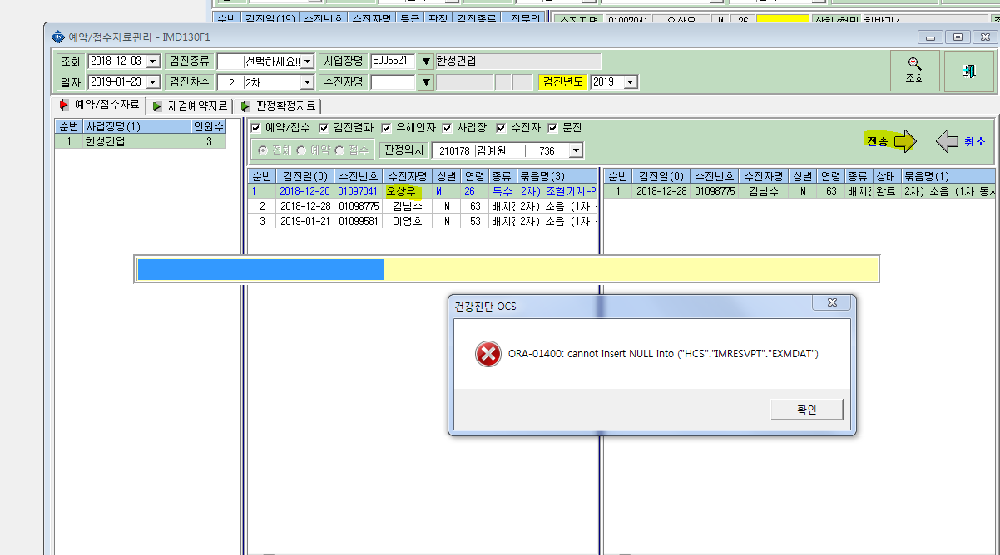 순번 검진일(19) 수진번호 수진자명 등급 판정 검진종류 전문의 수진자명 01097041 오상우 M 26
예약/접수자료관리 - IMD130F1
조회 2018-12-03 검진종류 선택하세요!! 사업장명 E005521 한성건업
일자 2019-01-23 검진차수 2 2차 수진자명 검진년도 2019 조회
예약/접수자료 재검예약자료 판정확정자료
순번 사업장명(1) 인원수
1 한성건업 3
예약/접수 검진결과 유해인자 사업장 수진자 문진
전체 예약 접수 판정의사 210178 김예원 736
전송 취소
순번 검진일(0) 수진번호 수진자명 성별 연령 종류 묶음명(3)
1 2018-12-20 01097041 오상우 M 26 특수 2차) 조혈기계-P
2 2018-12-28 01098775 김남수 M 63 배치 2차) 소음 (1차
3 2019-01-21 01099581 이영호 M 53 배치 2차) 소음 (1차
순번 검진일(0) 수진번호 수진자명 성별 연령 종류 상태 묶음명(1)
1 2018-12-28 01098775 김남수 M 63 배치 완료 2차) 소음 (1차 동시
건강진단 OCS
ORA-01400: cannot insert NULL into ("HCS"."IMRESVPT"."EXMDAT")
확인